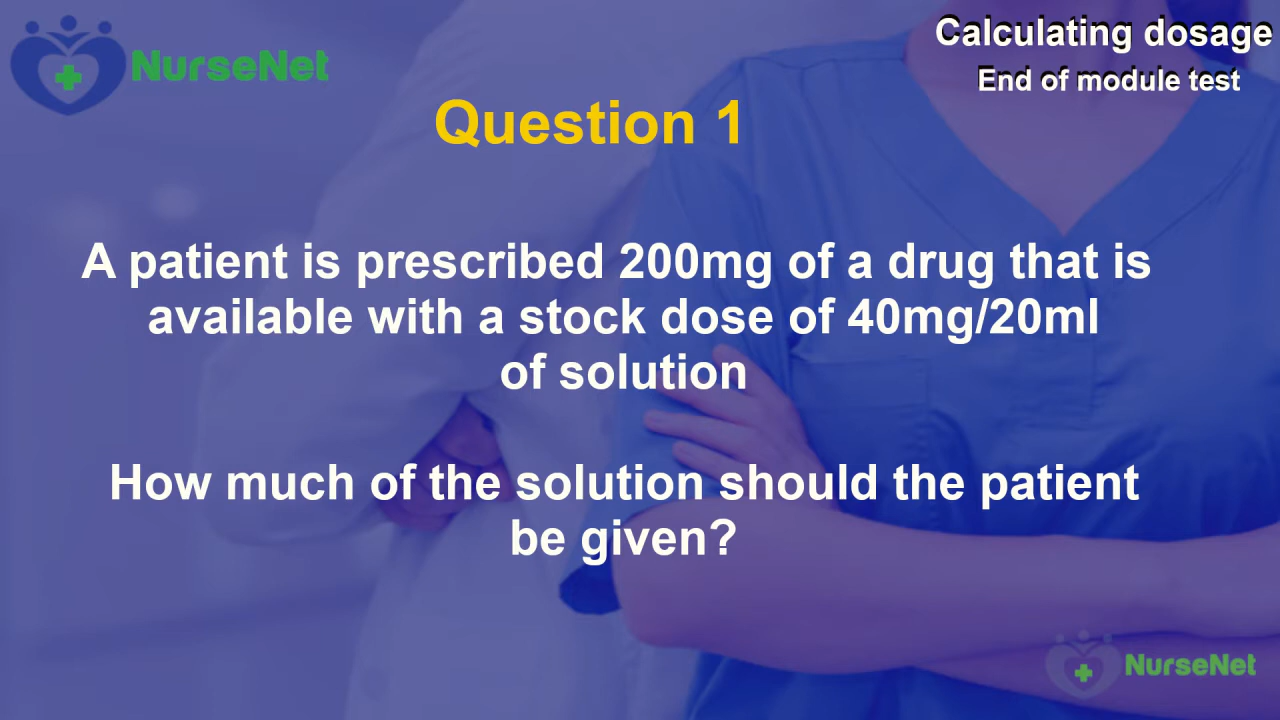 NurseNet
Calculating dosage
End of module test
Question 1
A patient is prescribed 200mg of a drug that is
available with a stock dose of 40mg/20ml
of solution
How much of the solution should the patient
be given?
NurseNet